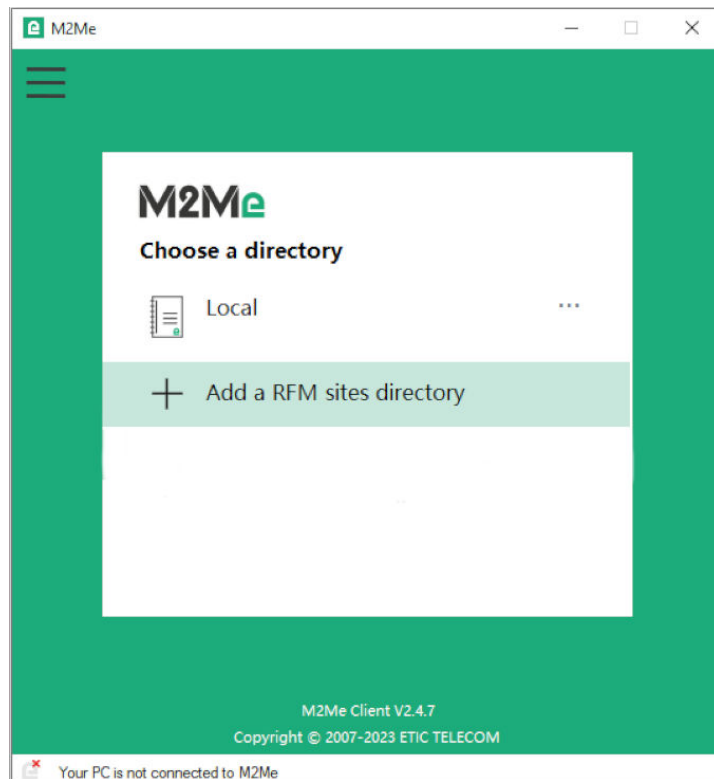 M2Me
M2Me
Choose a directory
Local
...
Add a RFM sites directory
M2Me Client V2.4.7
Copyright © 2007-2023 ETIC TELECOM
Your PC is not connected to M2Me